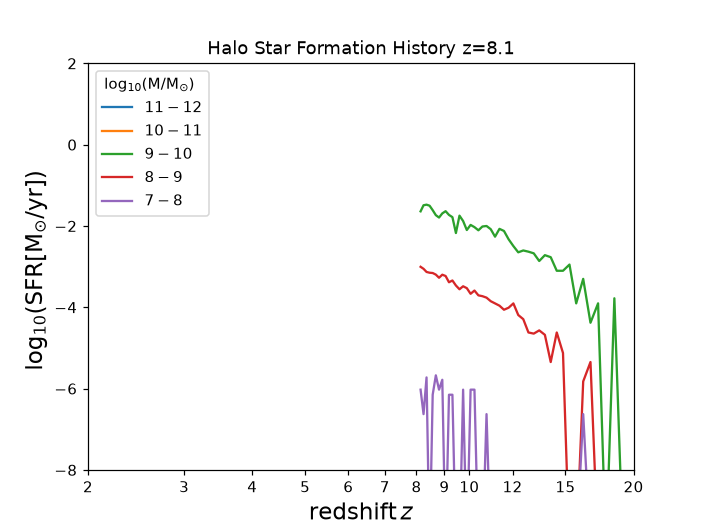 Halo Star Formation History z=8.1
log₁₀(M/M☉)
11 − 12
10 − 11
9 − 10
8 − 9
7 − 8
log₁₀(SFR[M☉/yr])
2
0
−2
−4
−6
−8
2 3 4 5 6 7 8 9 10 12 15 20
redshift z